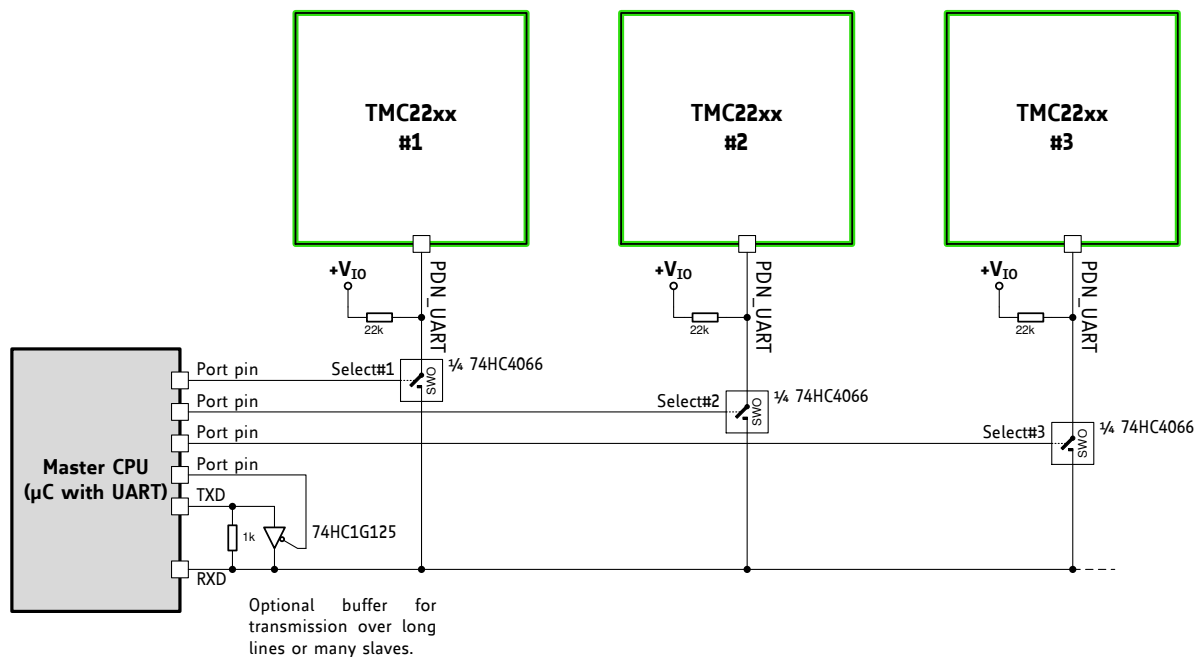 TMC22xx
#1
TMC22xx
#2
TMC22xx
#3
+VIO
22k
PDN_UART
+VIO
22k
PDN_UART
+VIO
22k
PDN_UART
Master CPU
(µC with UART)
Port pin
Select#1
SWO
¼ 74HC4066
Port pin
Select#2
SWO
¼ 74HC4066
Port pin
Select#3
SWO
¼ 74HC4066
Port pin
TXD
1k
74HC1G125
RXD
Optional buffer for
transmission over long
lines or many slaves.